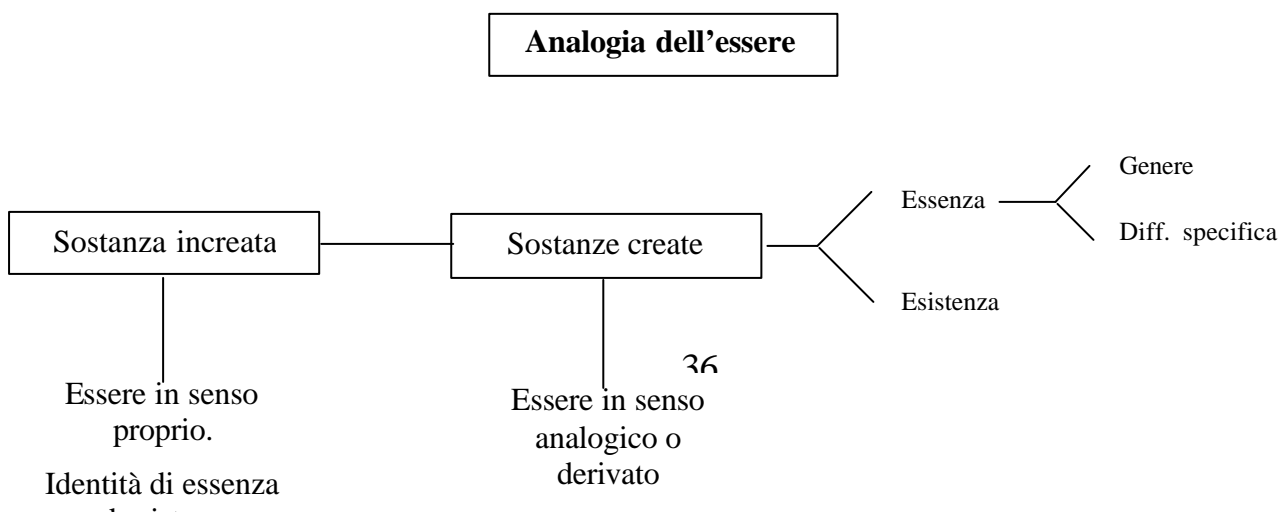 Analogia dell’essere
Genere
Essenza
Diff. specifica
Sostanza increata
Sostanze create
Esistenza
36
Essere in senso
proprio.
Identità di essenza
Essere in senso
analogico o
derivato